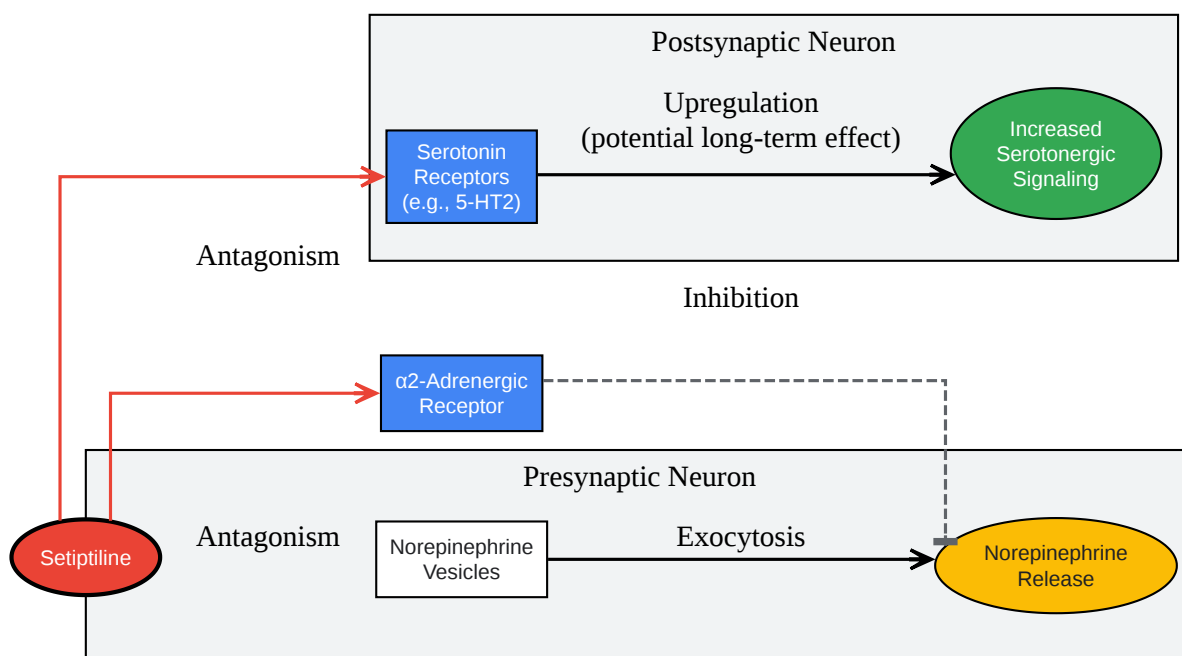 Postsynaptic Neuron
Upregulation
(potential long-term effect)
Serotonin
Receptors
(e.g., 5-HT2)
Increased
Serotonergic
Signaling
Antagonism
Inhibition
α2-Adrenergic
Receptor
Presynaptic Neuron
Setiptiline
Antagonism
Norepinephrine
Vesicles
Exocytosis
Norepinephrine
Release